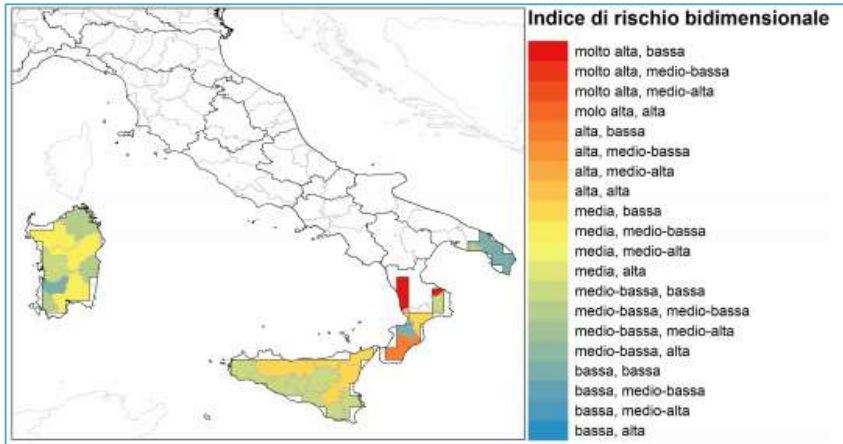 Indice di rischio bidimensionale
molto alta, bassa
molto alta, medio-bassa
molto alta, medio-alta
molo alta, alta
alta, bassa
alta, medio-bassa
alta, medio-alta
alta, alta
media, bassa
media, medio-bassa
media, medio-alta
media, alta
medio-bassa, bassa
medio-bassa, medio-bassa
medio-bassa, medio-alta
medio-bassa, alta
bassa, bassa
bassa, medio-bassa
bassa, medio-alta
bassa, alta